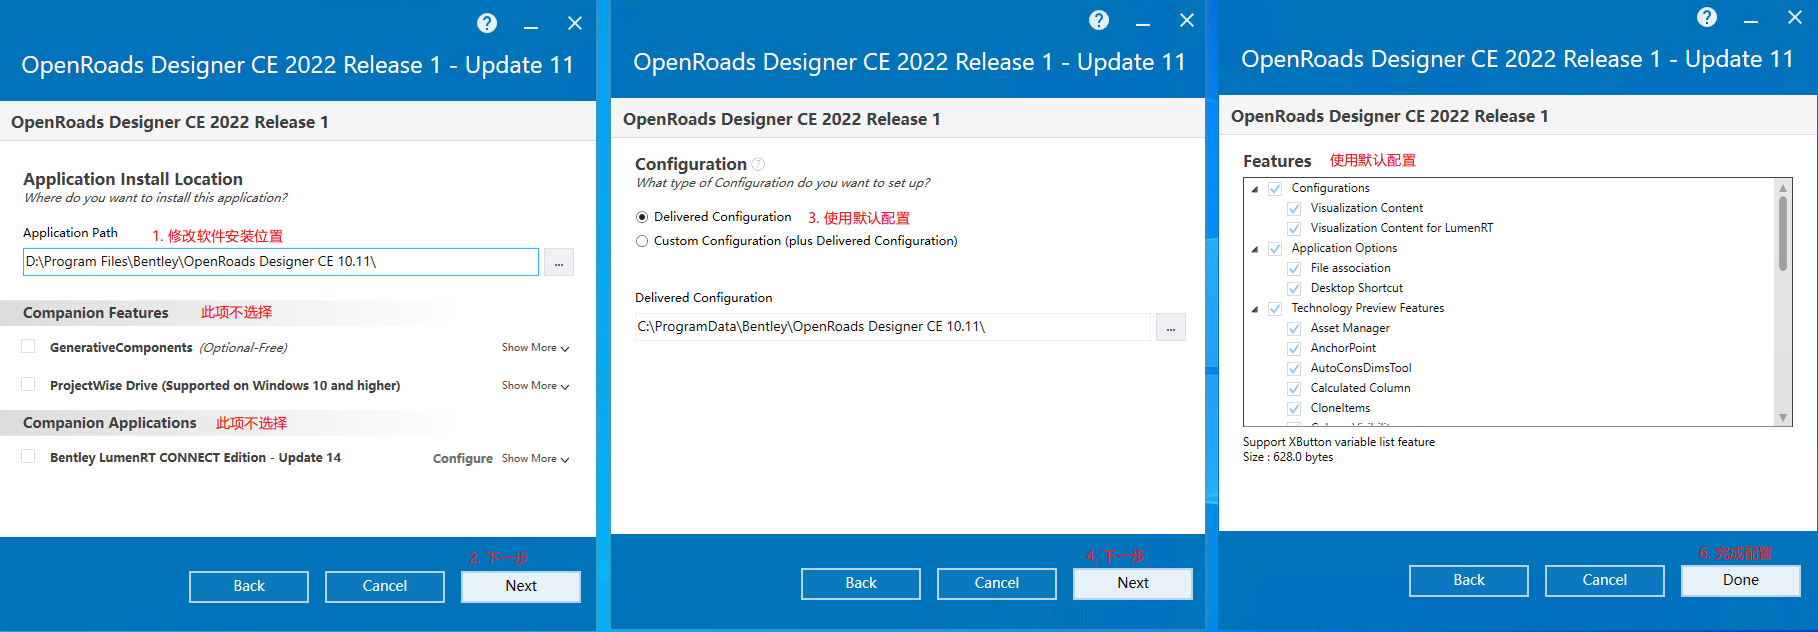 OpenRoads Designer CE 2022 Release 1 - Update 11
OpenRoads Designer CE 2022 Release 1
Application Install Location
Where do you want to install this application?
Application Path
1. 修改软件安装位置
D:\Program Files\Bentley\OpenRoads Designer CE 10.11\
...
Companion Features 此项不选择
GenerativeComponents (Optional-Free) Show More
ProjectWise Drive (Supported on Windows 10 and higher) Show More
Companion Applications 此项不选择
Bentley LumenRT CONNECT Edition - Update 14 Configure Show More
2. 下一步
Back Cancel Next
OpenRoads Designer CE 2022 Release 1 - Update 11
OpenRoads Designer CE 2022 Release 1
Configuration
What type of Configuration do you want to set up?
Delivered Configuration 3. 使用默认配置
Custom Configuration (plus Delivered Configuration)
Delivered Configuration
C:\ProgramData\Bentley\OpenRoads Designer CE 10.11\
...
4. 下一步
Back Cancel Next
OpenRoads Designer CE 2022 Release 1 - Update 11
OpenRoads Designer CE 2022 Release 1
Features 使用默认配置
Configurations
Visualization Content
Visualization Content for LumenRT
Application Options
File association
Desktop Shortcut
Technology Preview Features
Asset Manager
AnchorPoint
AutoConsDimsTool
Calculated Column
CloneItems
Support XButton variable list feature
Size : 628.0 bytes
6. 完成配置
Back Cancel Done